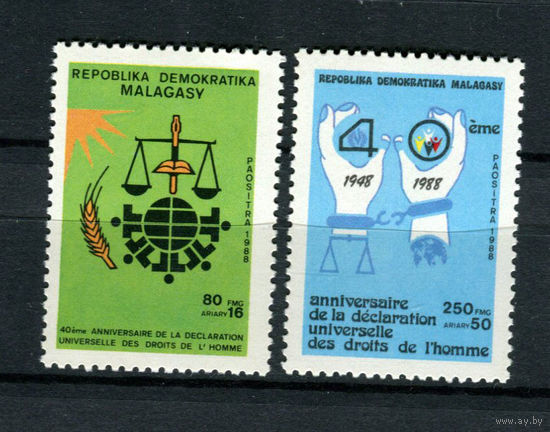 REPOBLIKA DEMOKRATIKA
MALAGASY
PAOSITRA 1988
80 FMG
ARIARY 16
40ème ANNIVERSAIRE DE LA DECLARATION
UNIVERSELLE DES DROITS DE L'HOMME
REPOBLIKA DEMOKRATIKA MALAGASY
40ème
1948 1988
PAOSITRA 1988
250 FMG
ARIARY 50
anniversaire
de la déclaration
universelle
des droits de l'homme
www.ay.by